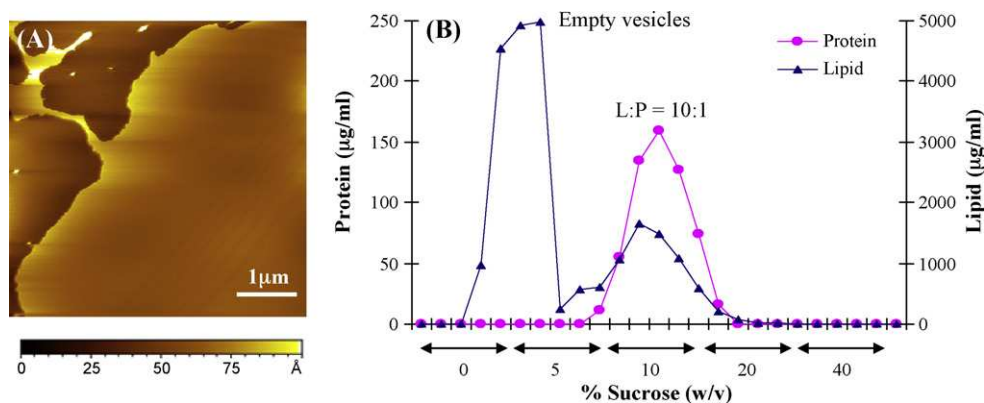 (A)
1μm
0 25 50 75
Å
(B)
Empty vesicles
Protein
Lipid
L:P = 10:1
Protein (μg/ml)
250
200
150
100
50
0
Lipid (μg/ml)
5000
4000
3000
2000
1000
0
0 5 10 20 40
% Sucrose (w/v)